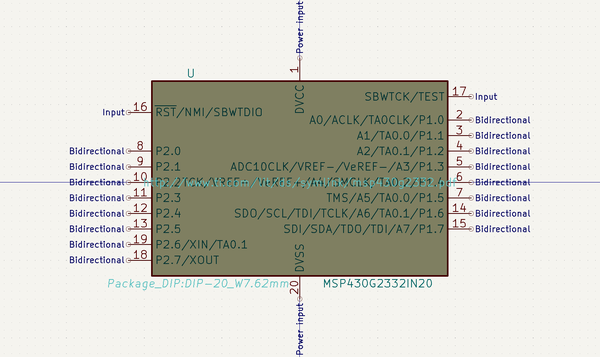 Power input
1
U
DVCC
17
SBWTCK/TEST
Input
Input
16
RST/NMI/SBWTDIO
A0/ACLK/TA0CLK/P1.0
2
Bidirectional
A1/TA0.0/P1.1
3
Bidirectional
Bidirectional
8
P2.0
A2/TA0.1/P1.2
4
Bidirectional
Bidirectional
9
P2.1
ADC10CLK/VREF-/VeREF-/A3/P1.3
5
Bidirectional
Bidirectional
10
6
Bidirectional
Bidirectional
11
P2.3
TMS/A5/TA0.0/P1.5
7
Bidirectional
Bidirectional
12
P2.4
SDO/SCL/TDI/TCLK/A6/TA0.1/P1.6
14
Bidirectional
Bidirectional
13
P2.5
SDI/SDA/TDO/TDI/A7/P1.7
15
Bidirectional
Bidirectional
19
P2.6/XIN/TA0.1
Bidirectional
18
P2.7/XOUT
DVSS
Package_DIP:DIP-20_W7.62mm
20
MSP430G2332IN20
Power input